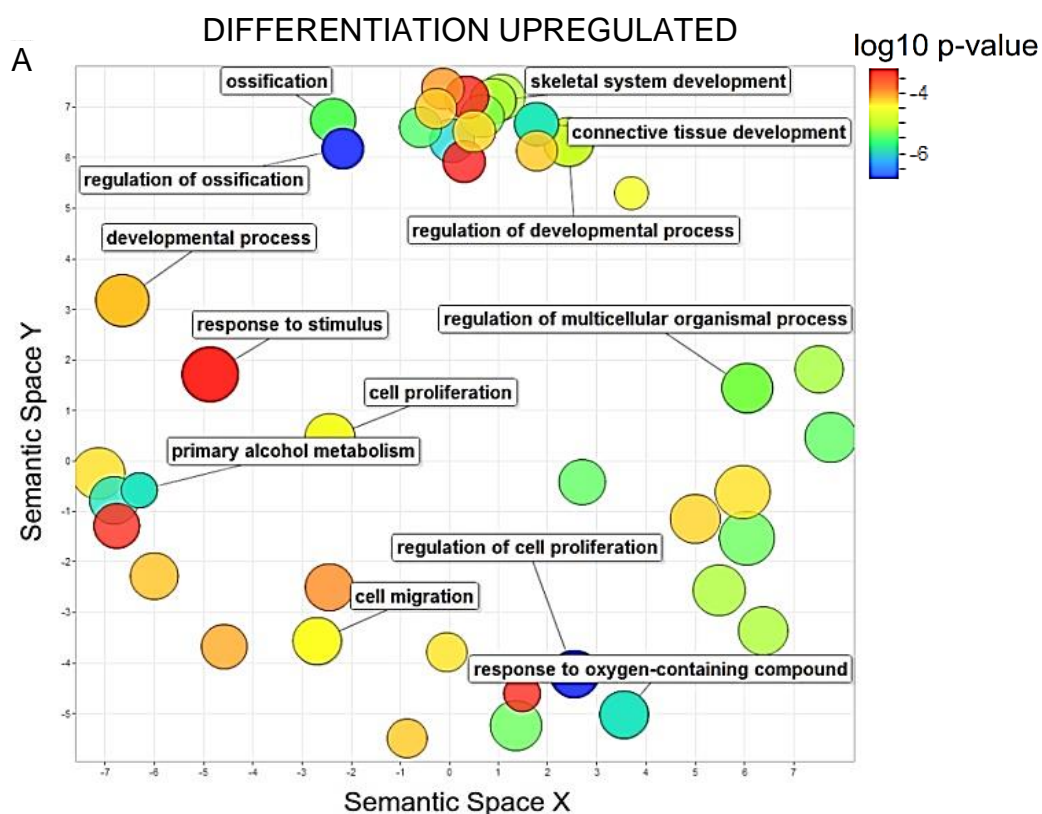 DIFFERENTIATION UPREGULATED
A
log10 p-value
-4
-6
ossification
skeletal system development
connective tissue development
regulation of ossification
regulation of developmental process
developmental process
response to stimulus
regulation of multicellular organismal process
cell proliferation
primary alcohol metabolism
regulation of cell proliferation
cell migration
response to oxygen-containing compound
7
6
5
4
3
2
1
0
-1
-2
-3
-4
-5
Semantic Space Y
-7 -6 -5 -4 -3 -2 -1 0 1 2 3 4 5 6 7
Semantic Space X